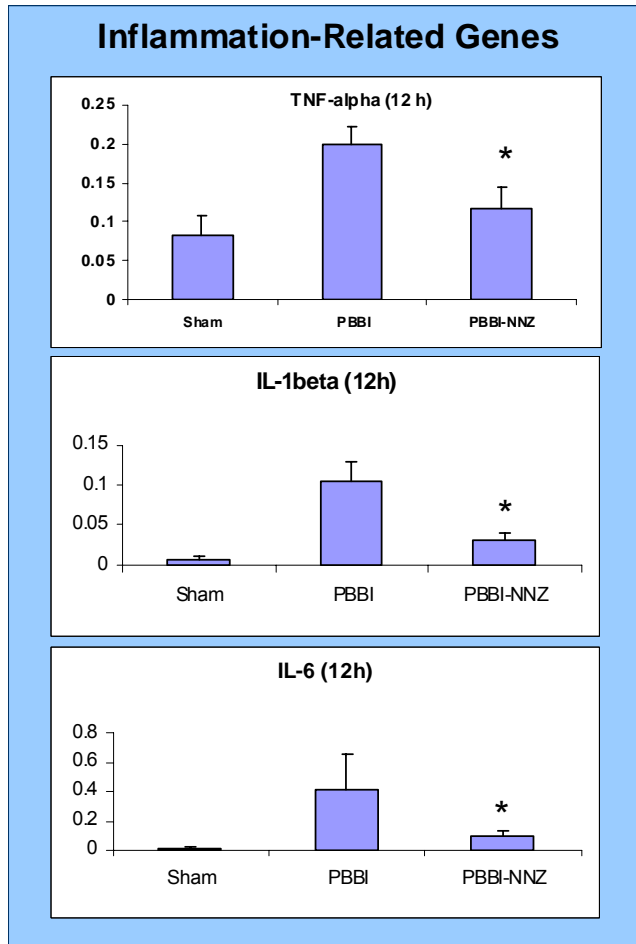 Inflammation-Related Genes
TNF-alpha (12 h)
0.25
0.2
0.15
0.1
0.05
0
*
Sham PBBI PBBI-NNZ
IL-1beta (12h)
0.15
0.1
0.05
0
*
Sham PBBI PBBI-NNZ
IL-6 (12h)
0.8
0.6
0.4
0.2
0
*
Sham PBBI PBBI-NNZ